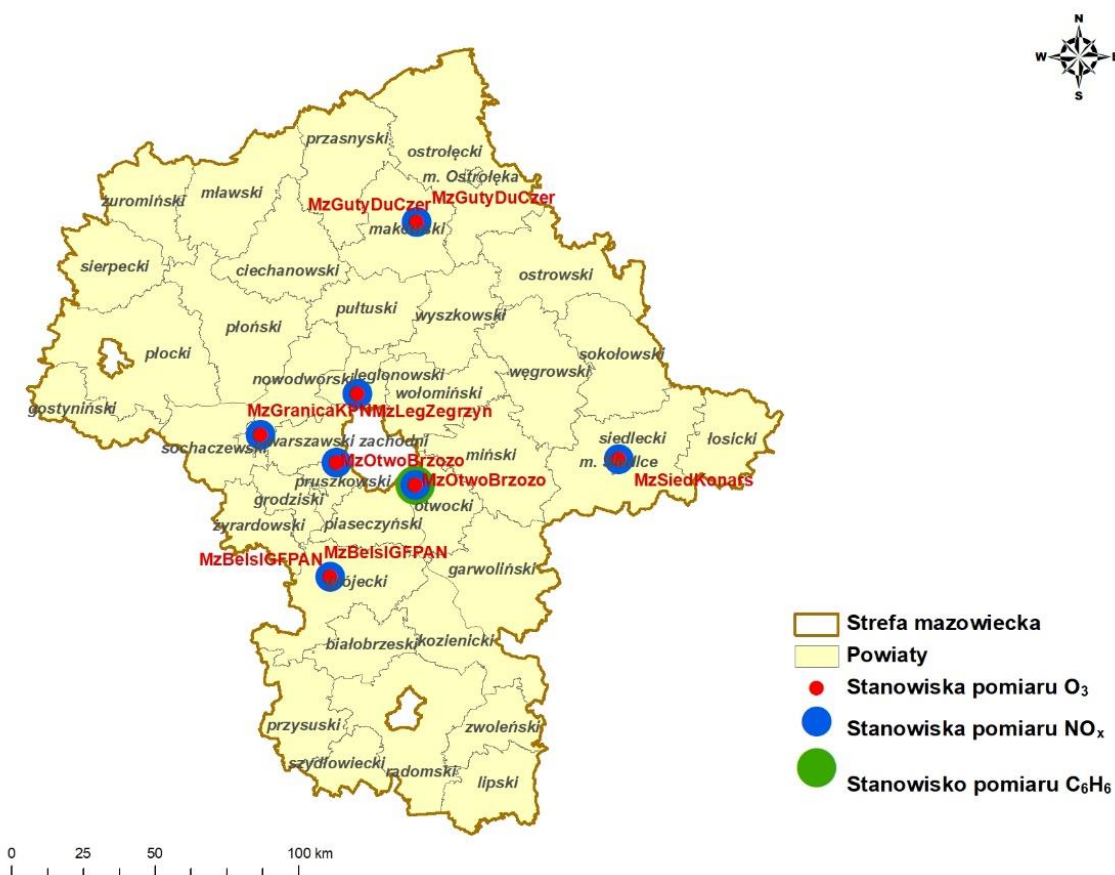 N
W
E
S
przasnyski
ostrołęcki
m. Ostrołęka
mławski
żuromiński
MzGutyDuCzer
MzGutyDuCzer
makowski
sierpecki
ciechanowski
ostrowski
pułtuski
wyszkowski
płoński
płocki
sokołowski
węgrowski
nowodworski
legionowski
wołomiński
gostyniński
MzGranicaKPN
MzLegZegrzyn
sochaczewski
warszawski zachodni
siedlecki
łosicki
m. Siedlce
miński
MzOtwoBrzozo
MzOtwoBrzozo
MzSiedKonars
pruszkowski
grodziski
otwocki
żyrardowski
piaseczyński
MzBelsIGFPAN
MzBelsIGFPAN
grójecki
garwoliński
białobrzeski
kozienicki
przysuski
zwoleński
szydłowiecki
radomski
lipski
Strefa mazowiecka
Powiaty
Stanowiska pomiaru O₃
Stanowiska pomiaru NOₓ
Stanowisko pomiaru C₆H₆
0 25 50 100 km